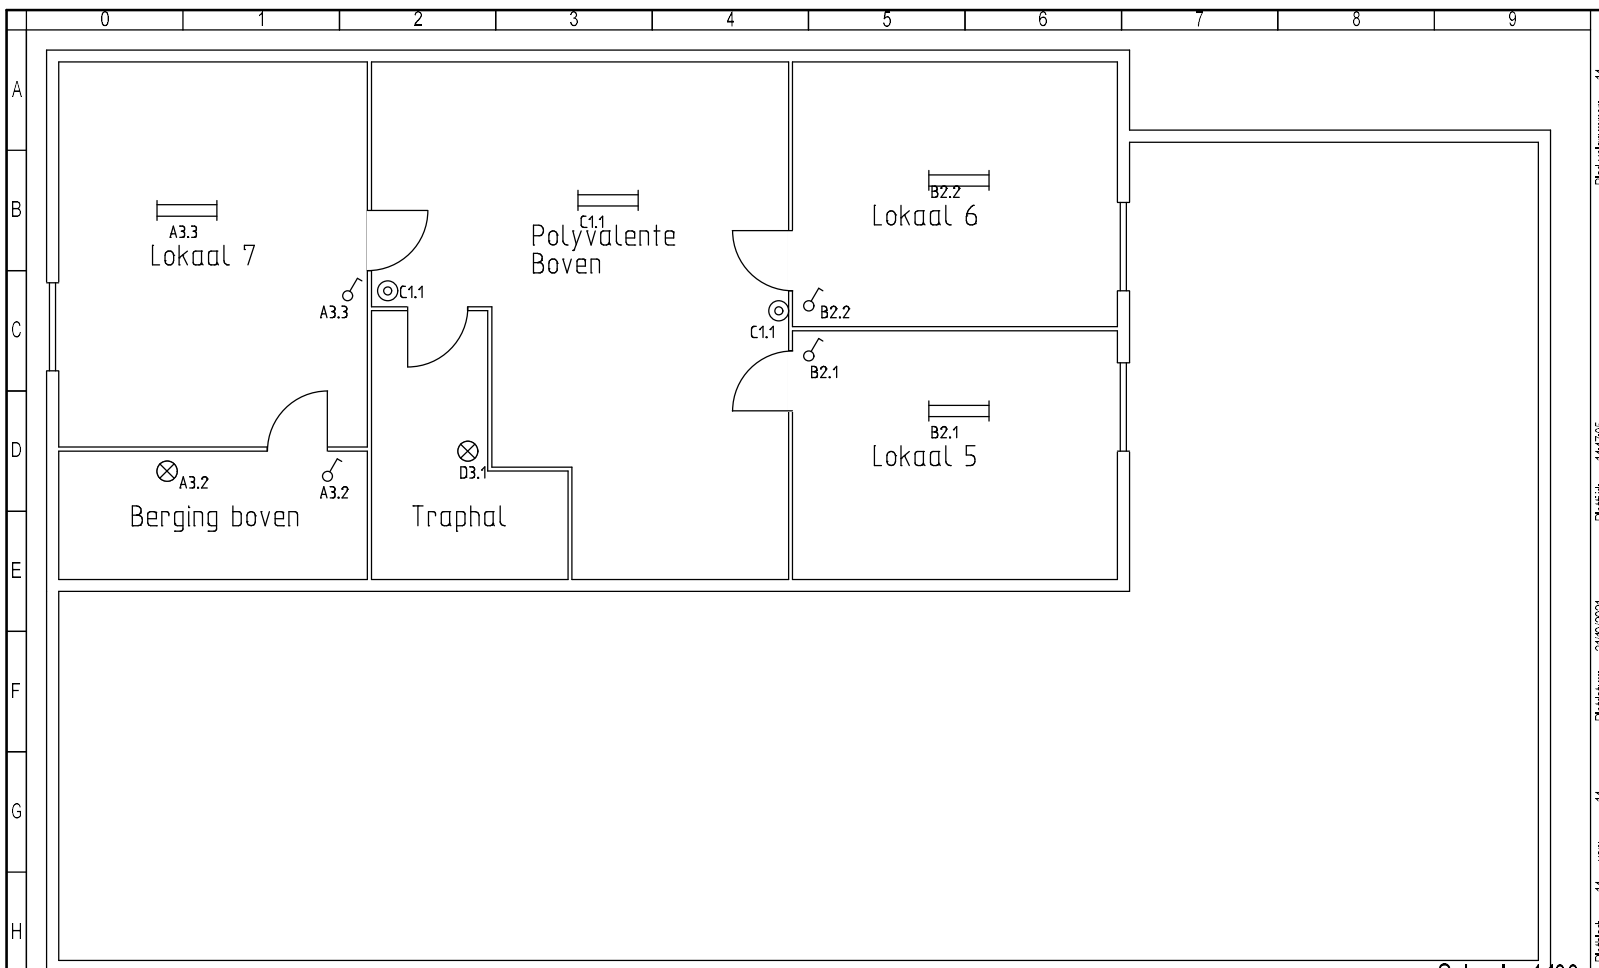 0 1 2 3 4 5 6 7 8 9
A
B
B2.2
Lokaal 6
C1.1
A3.3
Polyvalente
Boven
Lokaal 7
C1.1
A3.3
B2.2
C
C1.1
B2.1
B2.1
D
Lokaal 5
D3.1
A3.2
A3.2
Berging boven
Traphal
E
F
G
H